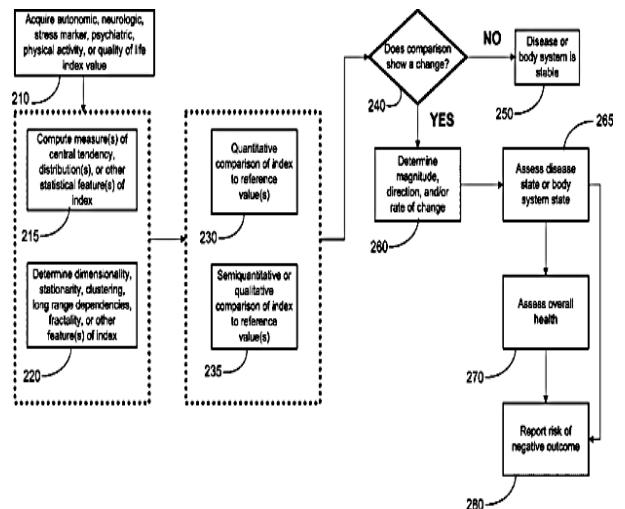 Acquire autonomic, neurologic,
stress marker, psychiatric,
physical activity, or quality of life
index value
210
Compute measure(s) of
central tendency,
distribution(s), or other
statistical feature(s) of
index
215
Determine dimensionality,
stationarity, clustering,
long range dependencies,
fractality, or other
feature(s) of index
220
Quantitative
comparison of index
to reference
value(s)
230
Semiquantitative or
qualitative
comparison of index
to reference
value(s)
235
Does comparison
show a change?
240
NO
Disease or
body system is
stable
250
YES
Determine
magnitude,
direction, and/or
rate of change
260
265
Assess disease
state or body
system state
Assess overall
health
270
Report risk of
negative outcome
280